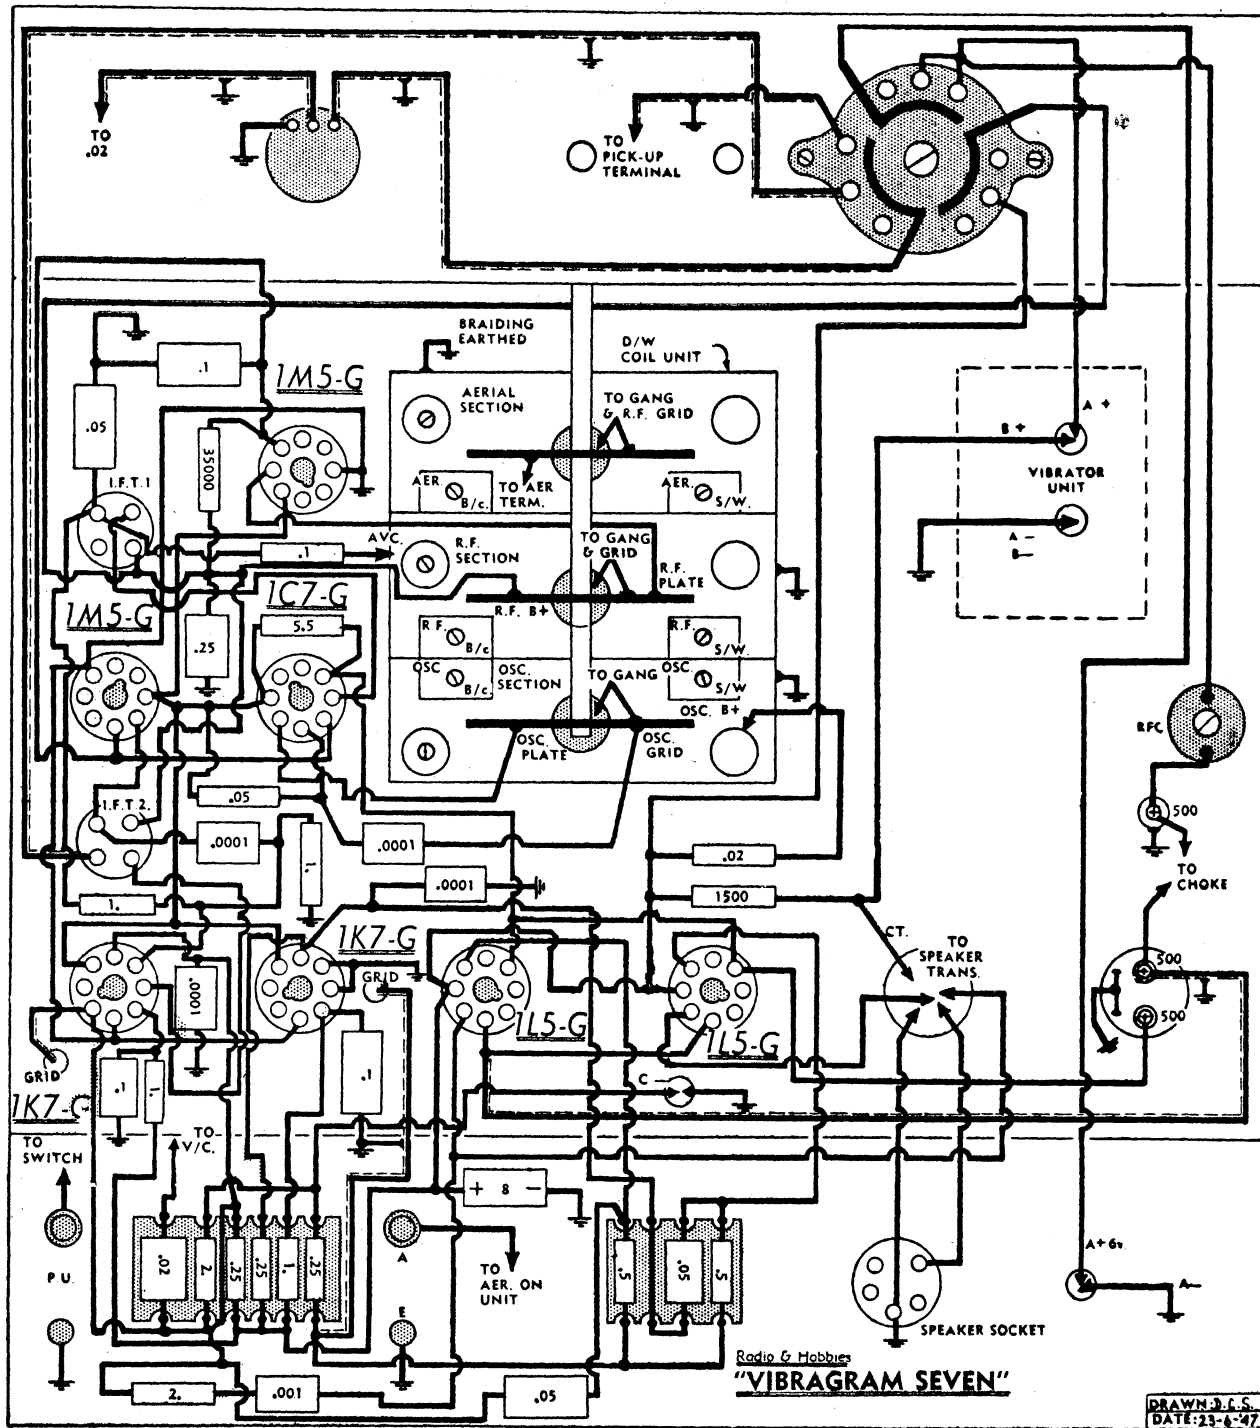 TO
.02
TO
PICK-UP
TERMINAL
BRAIDING
EARTHED
D/W
COIL UNIT
1M5-G
.1
.05
35000
AERIAL
SECTION
TO GANG
& R.F. GRID
AER.
B/c.
TO AER
TERM.
AER.
S/W.
A +
B +
VIBRATOR
UNIT
A —
B—
I.F.T.1
.1
AVC.
R.F.
SECTION
TO GANG
& GRID
R.F.
PLATE
R.F. B+
1M5-G
1C7-G
5.5
.25
R.F.
B/c
R.F.
S/W.
OSC
B/c.
OSC.
SECTION
TO GANG
OSC.
S/W
OSC. B+
OSC.
PLATE
OSC.
GRID
RFC
I.F.T 2.
.05
.0001
.0001
1.
.0001
.02
1500
500
TO
CHOKE
1.
1K7-G
GRID
.0001
1L5-G
1L5-G
CT.
TO
SPEAKER
TRANS.
500
500
GRID
1K7-G
.1
1.
.1
C —
TO
SWITCH
TO
V/C.
+ 8 —
P.U.
.02
2.
.25
.25
1.
.25
A
TO
AER. ON
UNIT
E
.5
.05
.5
A+6v.
A—
SPEAKER SOCKET
2.
.001
.05
Radio & Hobbies
"VIBRAGRAM SEVEN"
DRAWN:D.C.S.
DATE:23-6-'47